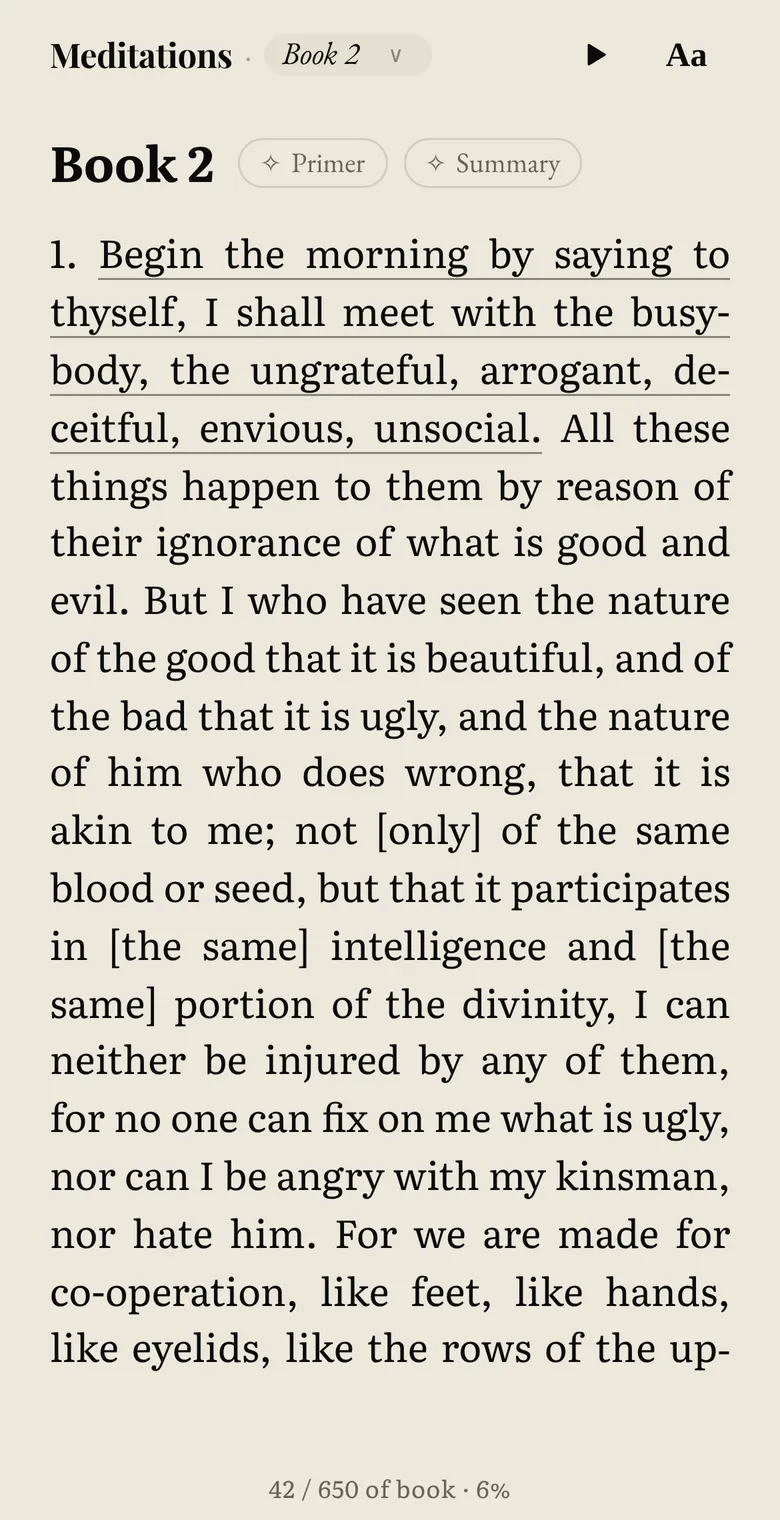 Meditations · Book 2 ∨ ▶ Aa
Book 2 ✧ Primer ✧ Summary
1. Begin the morning by saying to
thyself, I shall meet with the busy-
body, the ungrateful, arrogant, de-
ceitful, envious, unsocial. All these
things happen to them by reason of
their ignorance of what is good and
evil. But I who have seen the nature
of the good that it is beautiful, and of
the bad that it is ugly, and the nature
of him who does wrong, that it is
akin to me; not [only] of the same
blood or seed, but that it participates
in [the same] intelligence and [the
same] portion of the divinity, I can
neither be injured by any of them,
for no one can fix on me what is ugly,
nor can I be angry with my kinsman,
nor hate him. For we are made for
co-operation, like feet, like hands,
like eyelids, like the rows of the up-
42 / 650 of book · 6%